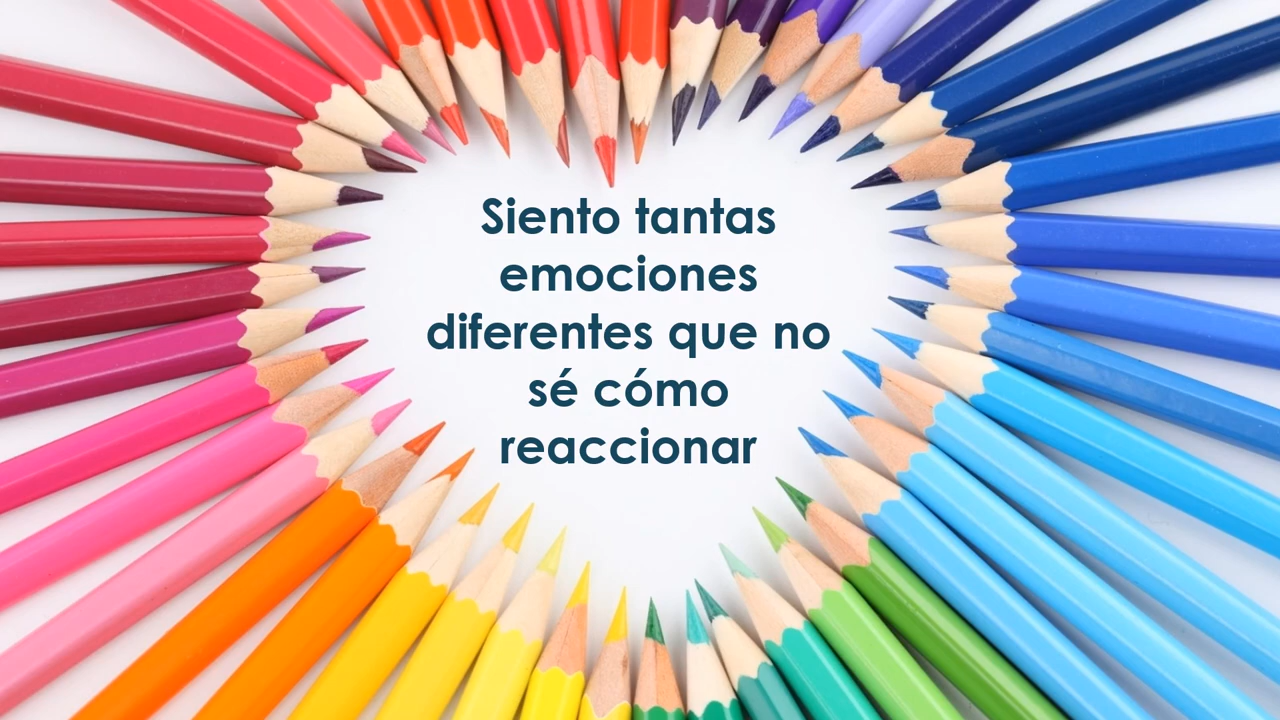 Siento tantas
emociones
diferentes que no
sé cómo
reaccionar